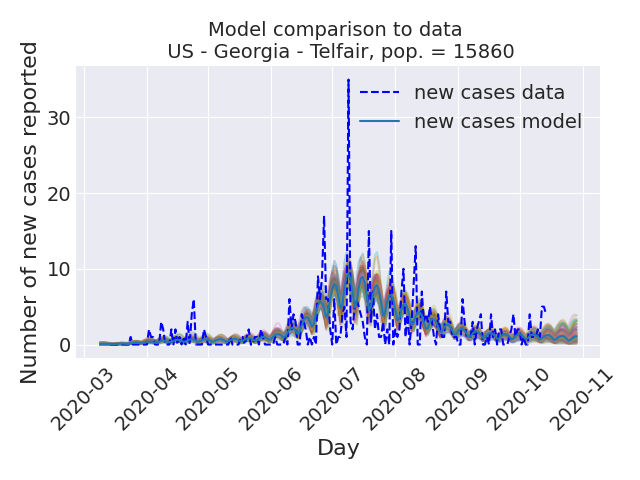 Model comparison to data
US - Georgia - Telfair, pop. = 15860
Number of new cases reported
30
20
10
0
new cases data
new cases model
2020-03
2020-04
2020-05
2020-06
2020-07
2020-08
2020-09
2020-10
2020-11
Day